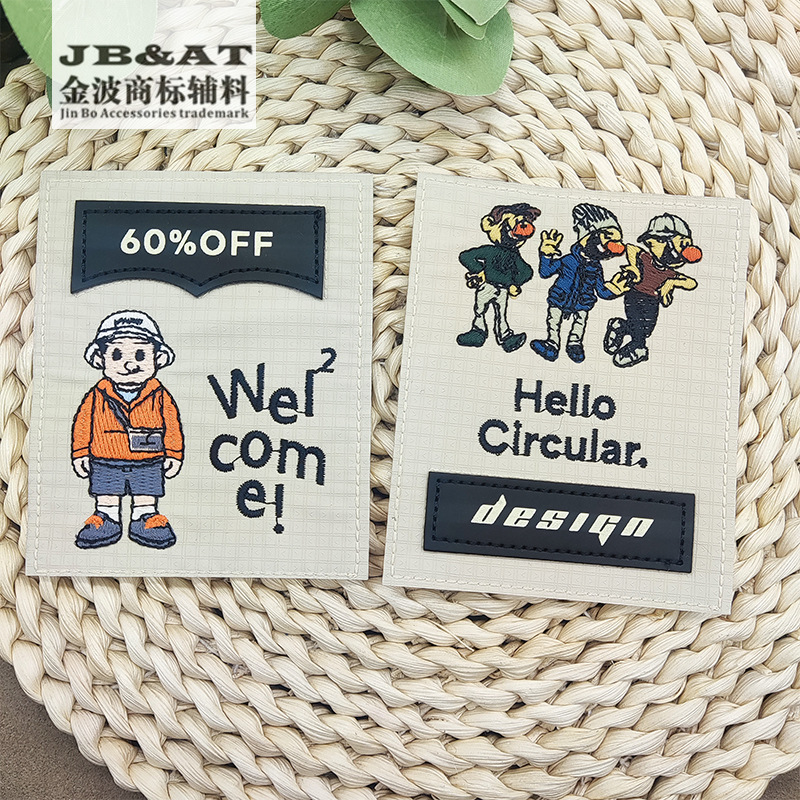 JB&AT
金波商标辅料
Jin Bo Accessories trademark
60%OFF
Wel²
com
e!
Hello
Circular.
design